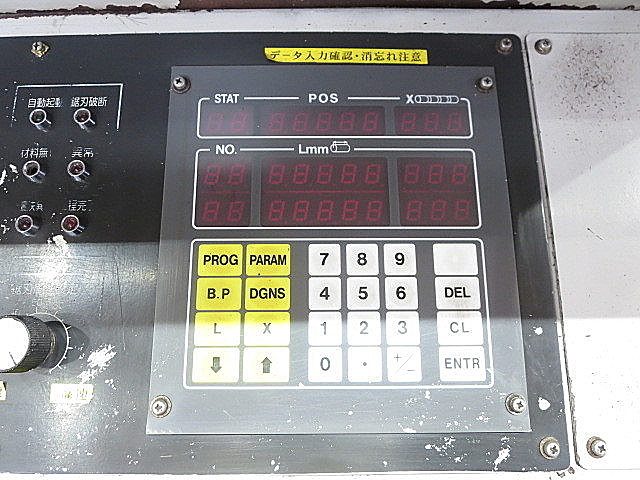 データ入力確認・消忘れ注意
自動起動 鋸刃破断
材料無 異常
STAT POS X
NO. Lmm
PROG PARAM 7 8 9
B.P DGNS 4 5 6 DEL
L X 1 2 3 CL
⬇ ⬆ 0 · +/- ENTR